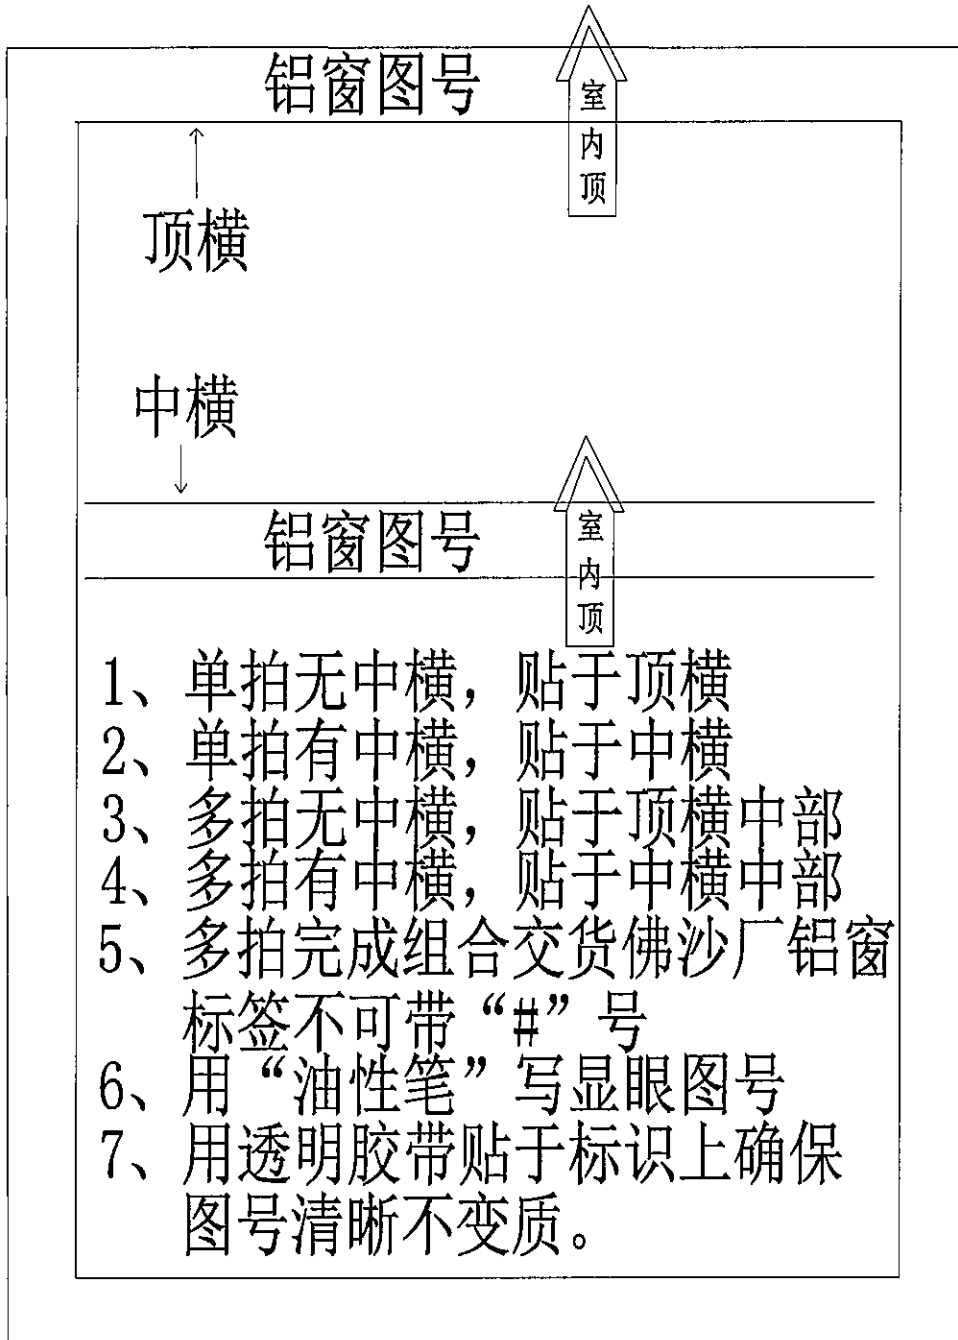 铝窗图号
室内顶
顶横
中横
铝窗图号
室内顶
1、单拍无中横，贴于顶横
2、单拍有中横，贴于中横
3、多拍无中横，贴于顶横中部
4、多拍有中横，贴于中横中部
5、多拍完成组合交货佛沙厂铝窗
标签不可带“#”号
6、用“油性笔”写显眼图号
7、用透明胶带贴于标识上确保
图号清晰不变质。